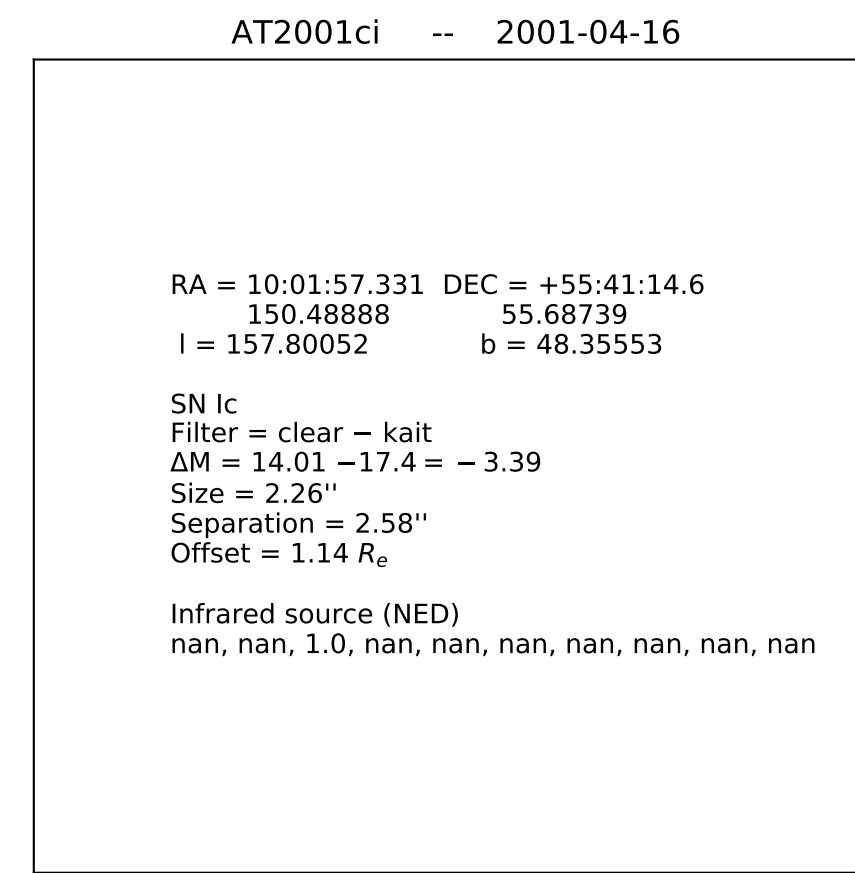 AT2001ci -- 2001-04-16
RA = 10:01:57.331 DEC = +55:41:14.6
150.48888 55.68739
l = 157.80052 b = 48.35553
SN Ic
Filter = clear − kait
ΔM = 14.01 −17.4 = − 3.39
Size = 2.26''
Separation = 2.58''
Offset = 1.14 Re
Infrared source (NED)
nan, nan, 1.0, nan, nan, nan, nan, nan, nan, nan